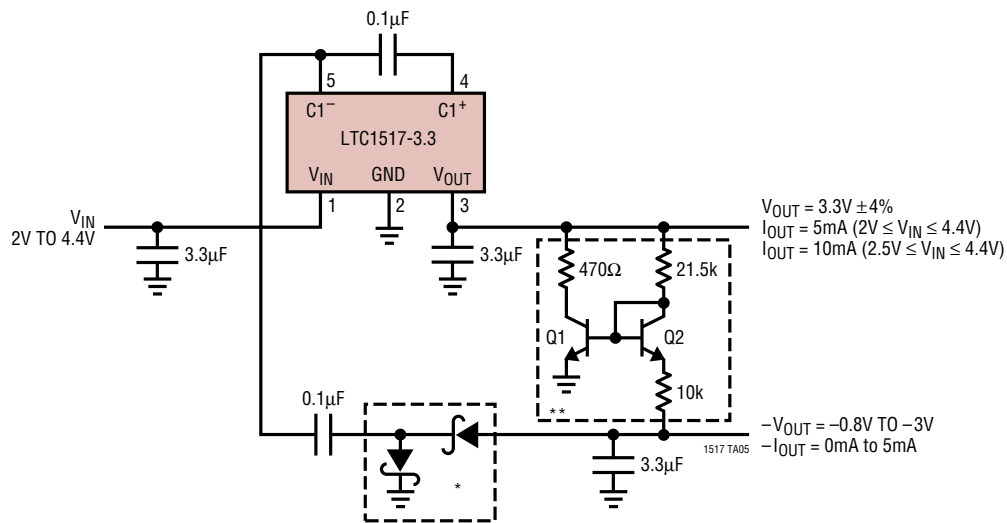 0.1μF
5
4
C1⁻
C1⁺
LTC1517-3.3
VIN
GND
VOUT
1
2
3
VIN
2V TO 4.4V
3.3μF
3.3μF
VOUT = 3.3V ±4%
IOUT = 5mA (2V ≤ VIN ≤ 4.4V)
IOUT = 10mA (2.5V ≤ VIN ≤ 4.4V)
470Ω
21.5k
Q1
Q2
10k
**
0.1μF
*
3.3μF
1517 TA05
–VOUT = –0.8V TO –3V
–IOUT = 0mA to 5mA